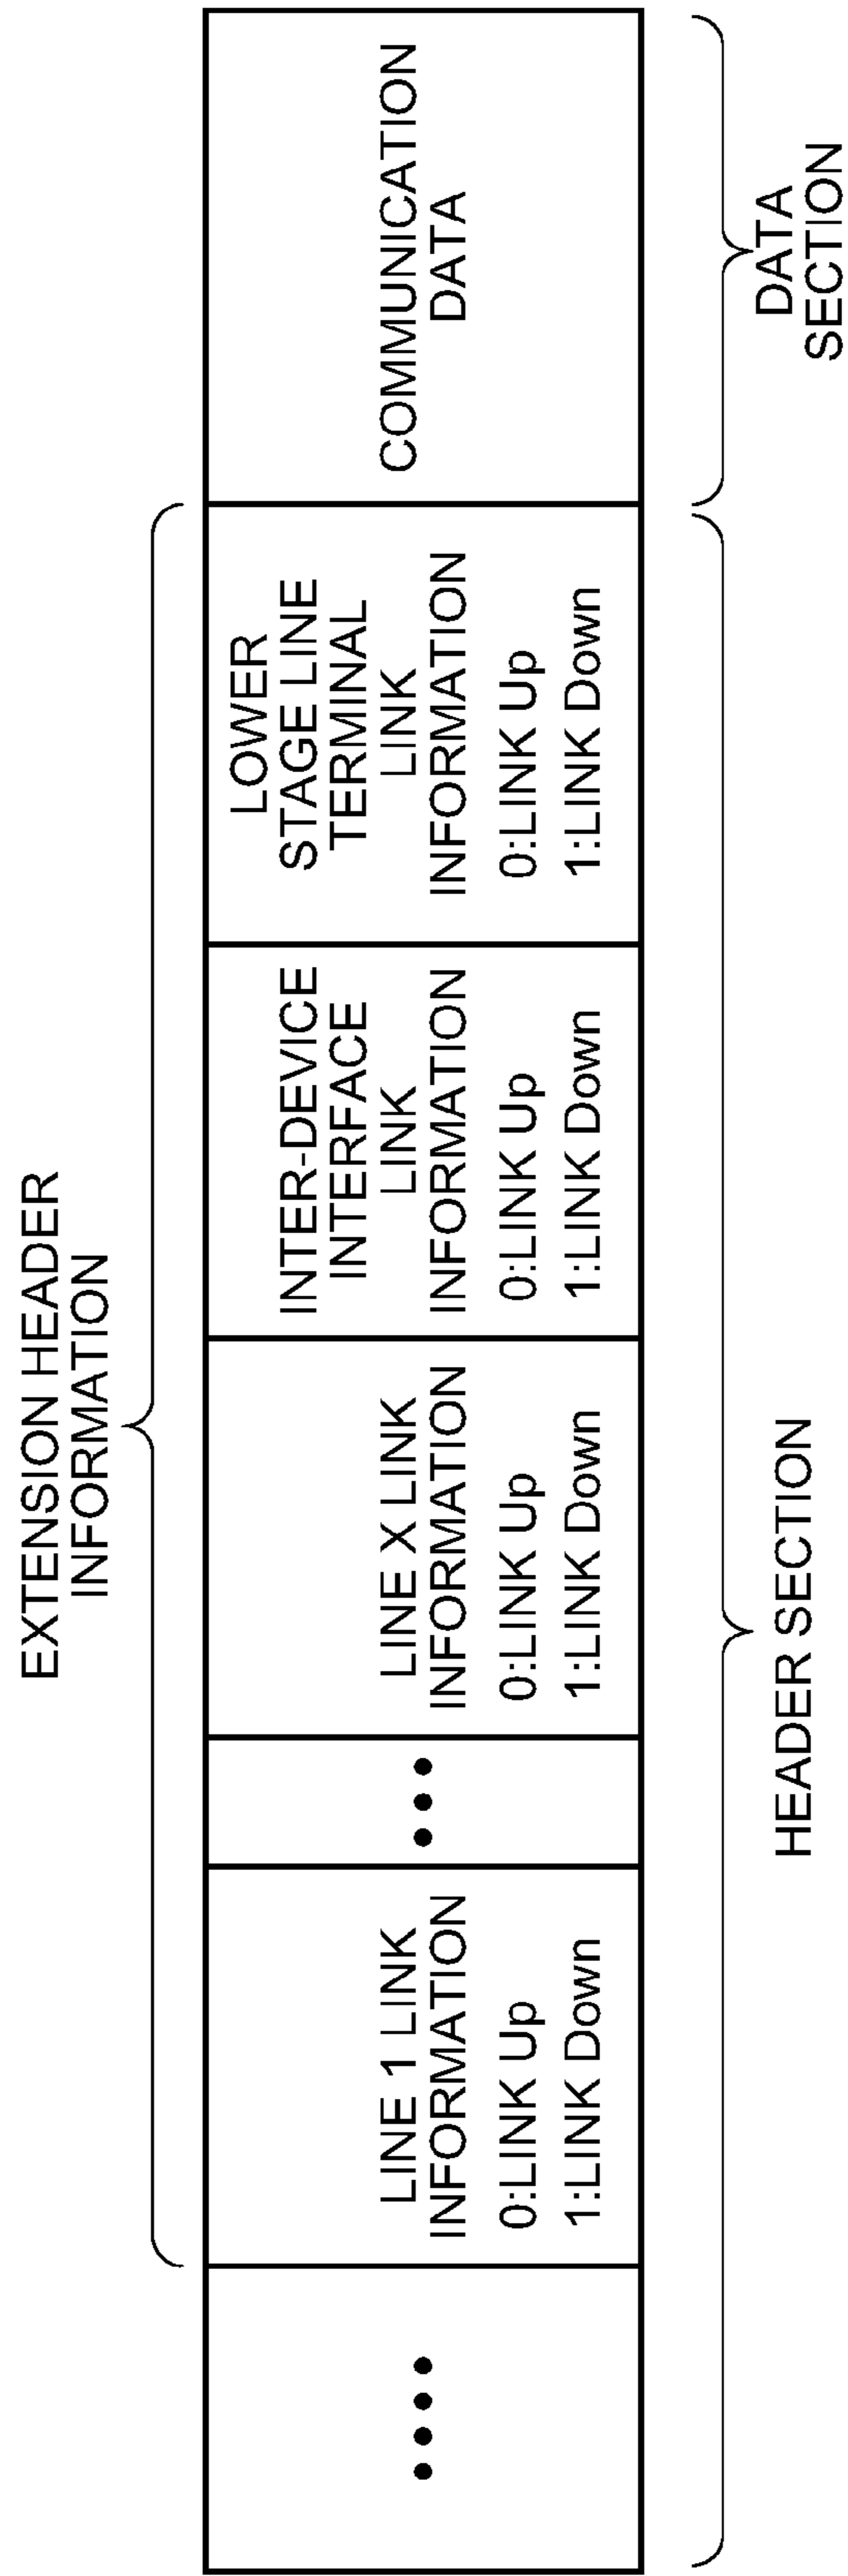 EXTENSION HEADER
INFORMATION
••••
LINE 1 LINK
INFORMATION
0:LINK Up
1:LINK Down
•••
LINE X LINK
INFORMATION
0:LINK Up
1:LINK Down
INTER-DEVICE
INTERFACE
LINK
INFORMATION
0:LINK Up
1:LINK Down
LOWER
STAGE LINE
TERMINAL
LINK
INFORMATION
0:LINK Up
1:LINK Down
COMMUNICATION
DATA
HEADER SECTION
DATA
SECTION